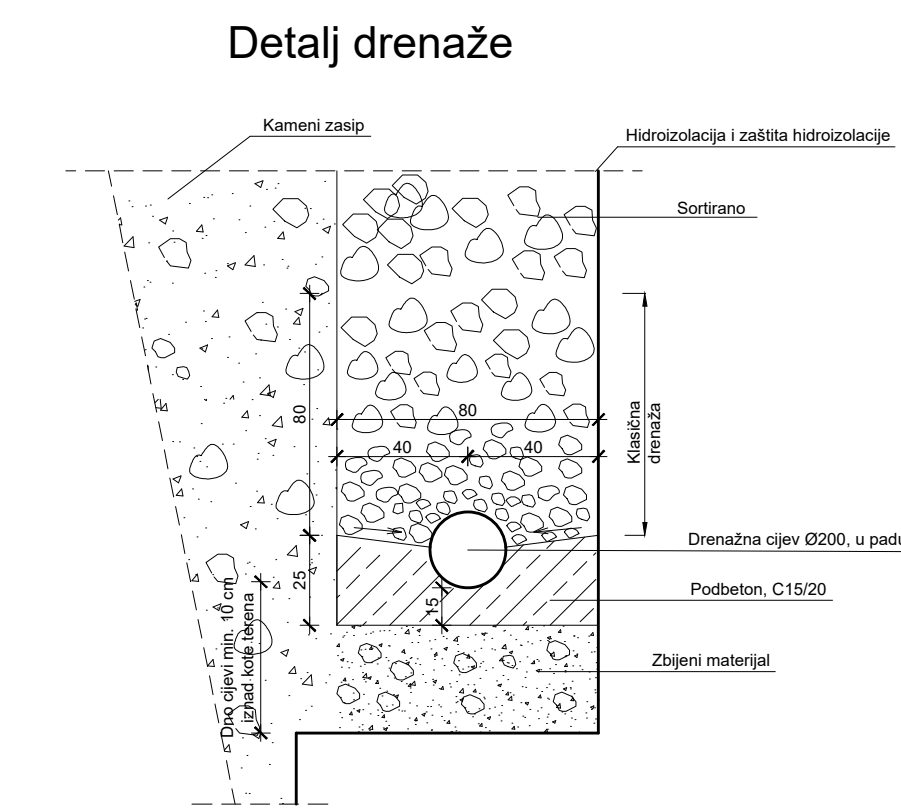 Detalj drenaže
Kameni zasip
Hidroizolacija i zaštita hidroizolacije
Sortirano
80
80
40
40
Klasična
drenaža
Drenažna cijev Ø200, u padu
25
15
Podbeton, C15/20
Dno cijevi min. 10 cm
iznad kote terena
Zbijeni materijal